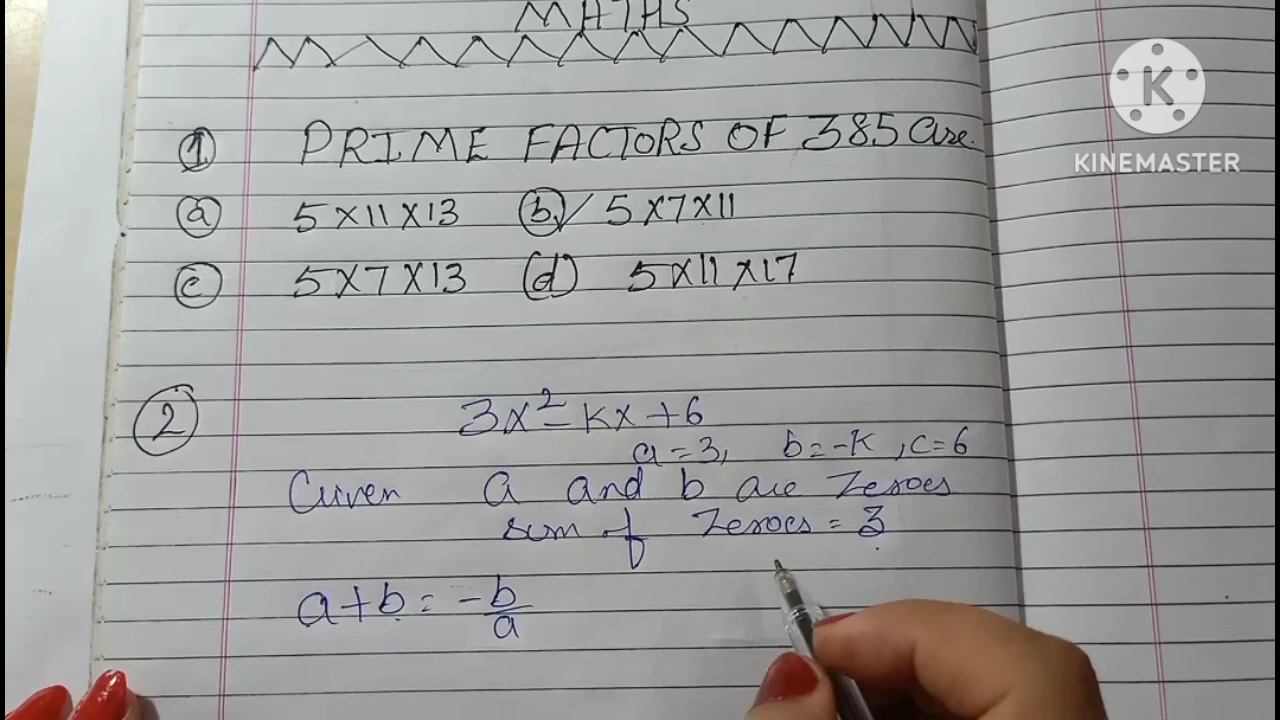 MATHS
① PRIME FACTORS OF 385 are.
ⓐ 5×11×13 ⓑ✓ 5×7×11
ⓒ 5×7×13 ⓓ 5×11×17
② 3x² - kx + 6
a = 3, b = -k, c = 6
Given a and b are zeroes
sum of zeroes = 3
a + b = -b/a
K
KINEMASTER